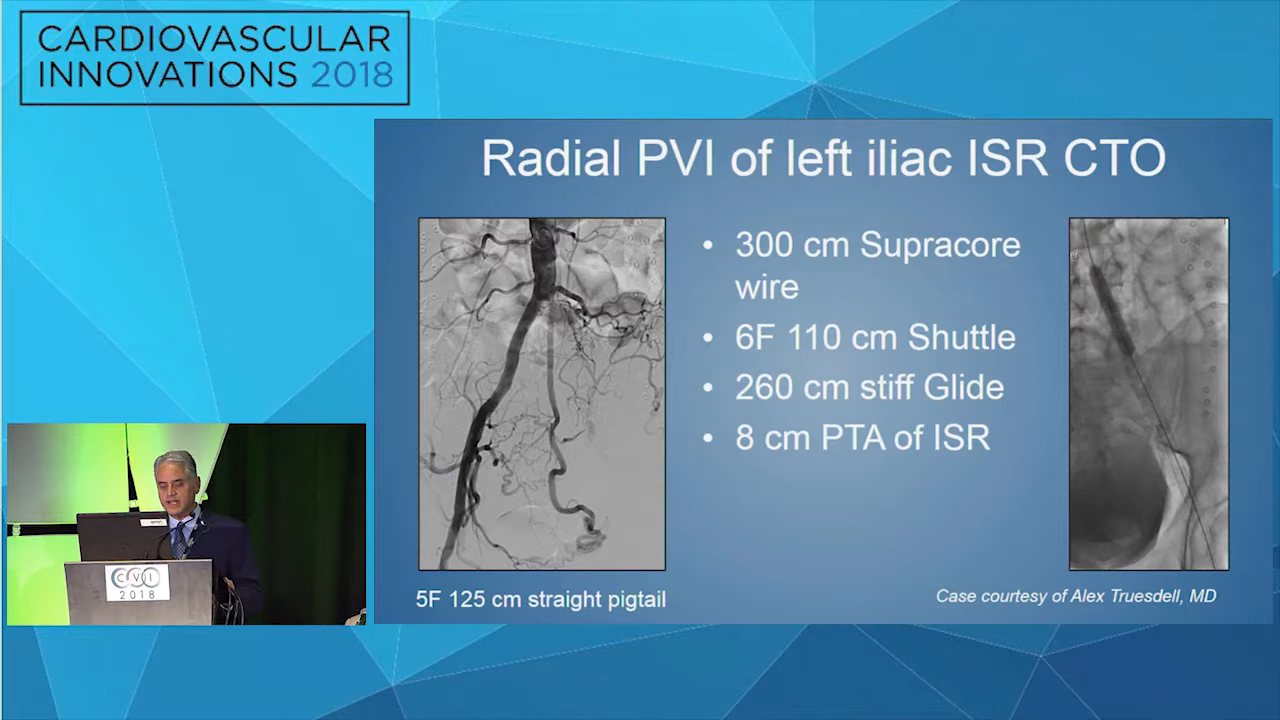 CARDIOVASCULAR
INNOVATIONS 2018
Radial PVI of left iliac ISR CTO
• 300 cm Supracore
wire
• 6F 110 cm Shuttle
• 260 cm stiff Glide
• 8 cm PTA of ISR
5F 125 cm straight pigtail
Case courtesy of Alex Truesdell, MD
CVI
2018